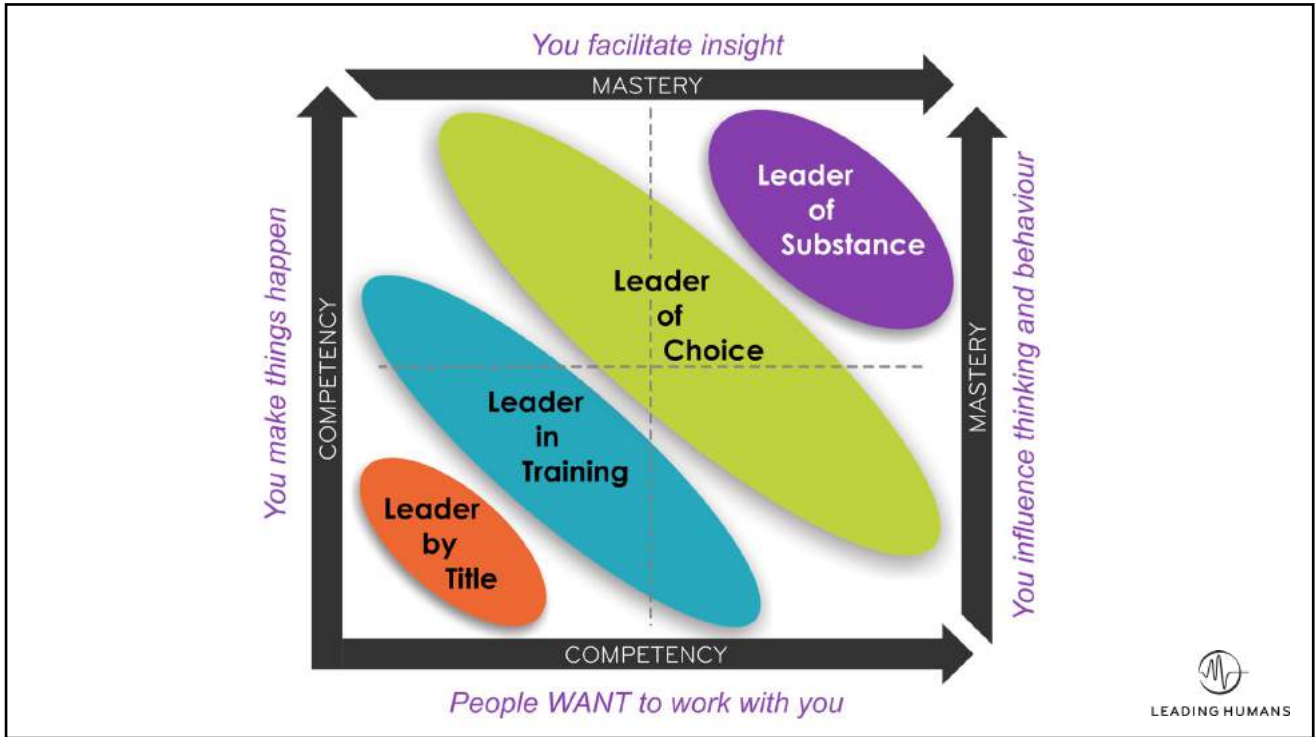 You facilitate insight
MASTERY
You make things happen
COMPETENCY
Leader
of
Substance
Leader
of
Choice
Leader
in
Training
Leader
by
Title
MASTERY
You influence thinking and behaviour
COMPETENCY
People WANT to work with you
LEADING HUMANS